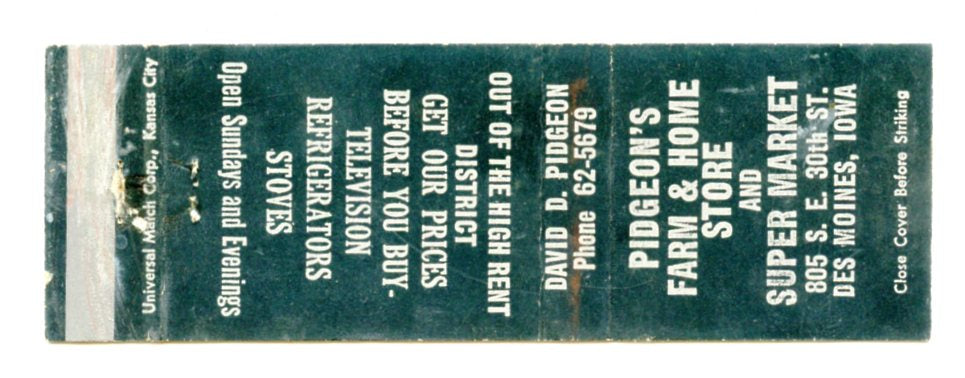 PIDGEON'S
FARM & HOME
STORE
AND
SUPER MARKET
805 S. E. 30th ST.
DES MOINES, IOWA
Close Cover Before Striking
DAVID D. PIDGEON
Phone 62-5679
OUT OF THE HIGH RENT
DISTRICT
GET OUR PRICES
BEFORE YOU BUY-
TELEVISION
REFRIGERATORS
STOVES
Open Sundays and Evenings
Universal Match Corp., Kansas City